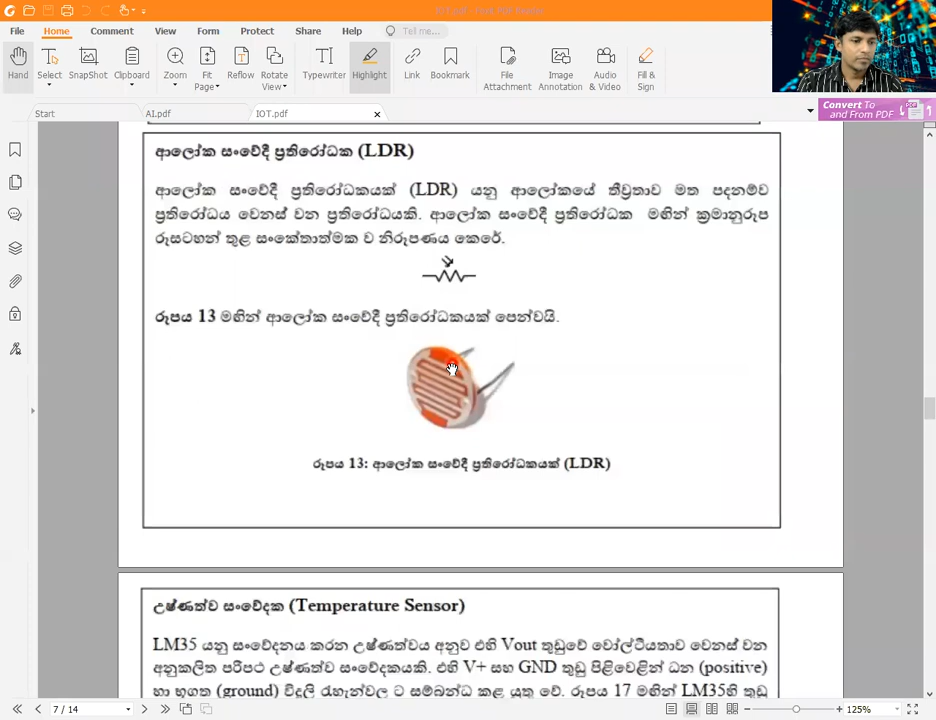 IOT.pdf - Foxit PDF Reader
File Home Comment View Form Protect Share Help Tell me...
Hand Select SnapShot Clipboard Zoom Fit Page Reflow Rotate View Typewriter Highlight Link Bookmark File Attachment Image Annotation Audio & Video Fill & Sign
Start AI.pdf IOT.pdf
Convert To and From PDF
ආලෝක සංවේදී ප්‍රතිරෝධක (LDR)
ආලෝක සංවේදී ප්‍රතිරෝධකයක් (LDR) යනු ආලෝකයේ තීව්‍රතාව මත පදනම්ව
ප්‍රතිරෝධය වෙනස් වන ප්‍රතිරෝධයකි. ආලෝක සංවේදී ප්‍රතිරෝධක මඟින් ක්‍රමානුරූප
රූසටහන් තුළ සංකේතාත්මක ව නිරූපණය කෙරේ.
රූපය 13 මඟින් ආලෝක සංවේදී ප්‍රතිරෝධකයක් පෙන්වයි.
රූපය 13: ආලෝක සංවේදී ප්‍රතිරෝධකයක් (LDR)
උෂ්ණත්ව සංවේදක (Temperature Sensor)
LM35 යනු සංවේදනය කරන උෂ්ණත්වය අනුව එහි Vout තුඩුවේ වෝල්ටීයතාව වෙනස් වන
අනුකලිත පරිපථ උෂ්ණත්ව සංවේදකයකි. එහි V+ සහ GND තුඩු පිළිවෙළින් ධන (positive)
හා භූගත (ground) විදුලි රැහැන්වල ට සම්බන්ධ කළ යුතු වේ. රූපය 17 මඟින් LM35හි තුඩු
7 / 14 125%